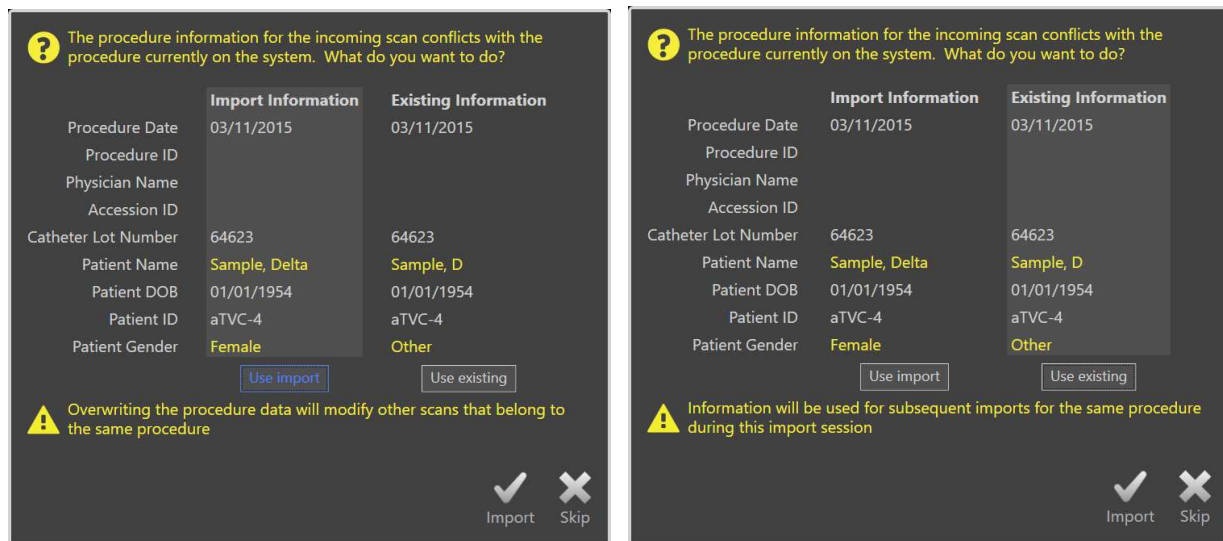 The procedure information for the incoming scan conflicts with the
procedure currently on the system.  What do you want to do?
Import Information Existing Information
Procedure Date 03/11/2015 03/11/2015
Procedure ID
Physician Name
Accession ID
Catheter Lot Number 64623 64623
Patient Name Sample, Delta Sample, D
Patient DOB 01/01/1954 01/01/1954
Patient ID aTVC-4 aTVC-4
Patient Gender Female Other
Use import Use existing
Overwriting the procedure data will modify other scans that belong to
the same procedure
Import Skip
The procedure information for the incoming scan conflicts with the
procedure currently on the system.  What do you want to do?
Import Information Existing Information
Procedure Date 03/11/2015 03/11/2015
Procedure ID
Physician Name
Accession ID
Catheter Lot Number 64623 64623
Patient Name Sample, Delta Sample, D
Patient DOB 01/01/1954 01/01/1954
Patient ID aTVC-4 aTVC-4
Patient Gender Female Other
Use import Use existing
Information will be used for subsequent imports for the same procedure
during this import session
Import Skip